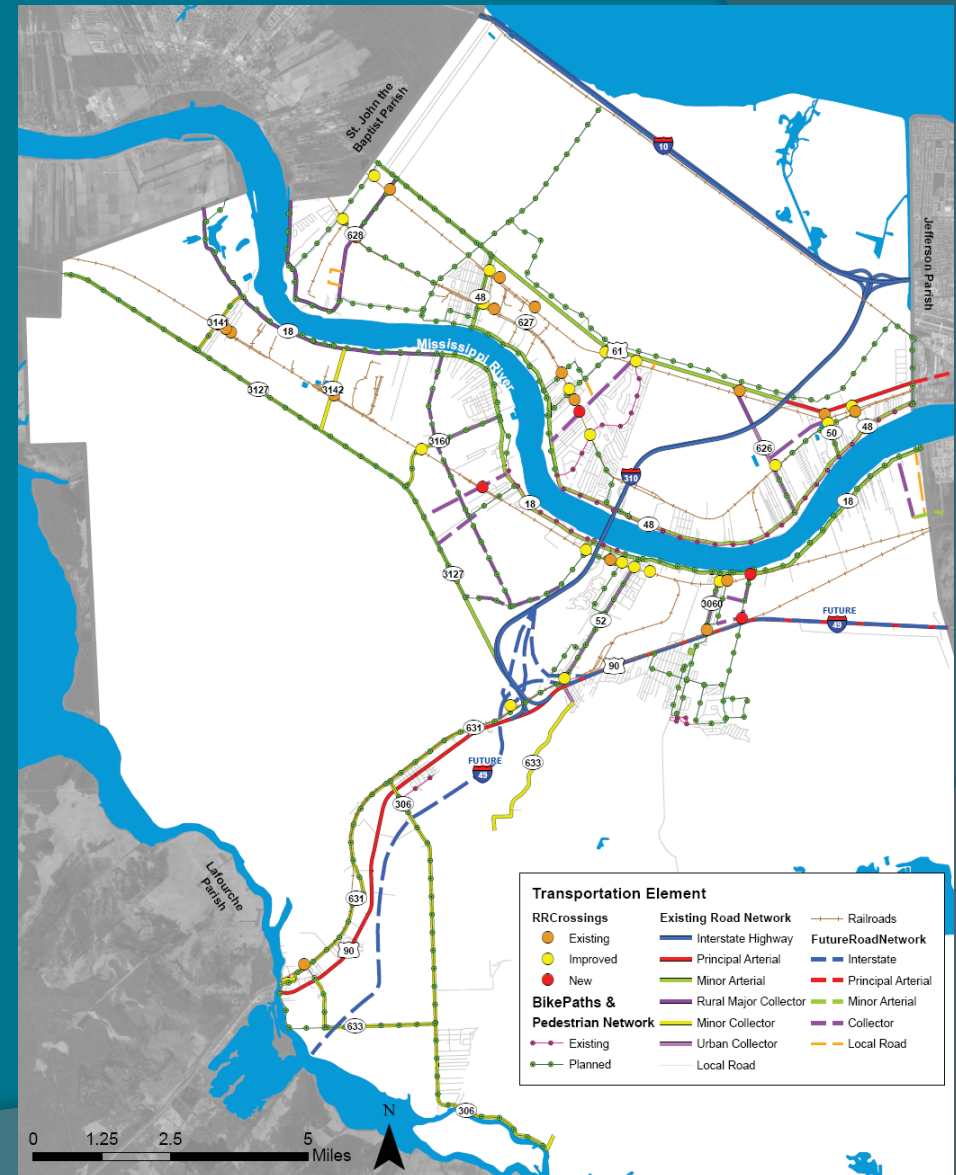 St. John the
Baptist Parish
10
Jefferson Parish
628
48
627
3141
18
61
Mississippi River
3127
3142
50
48
3160
626
310
18
18
48
3127
3060
FUTURE
49
52
90
631
FUTURE
49
633
306
Lafourche
Parish
631
90
633
306
Transportation Element
RRCrossings
Existing
Improved
New
BikePaths &
Pedestrian Network
Existing
Planned
Existing Road Network
Interstate Highway
Principal Arterial
Minor Arterial
Rural Major Collector
Minor Collector
Urban Collector
Local Road
Railroads
FutureRoadNetwork
Interstate
Principal Arterial
Minor Arterial
Collector
Local Road
N
0 1.25 2.5 5
Miles